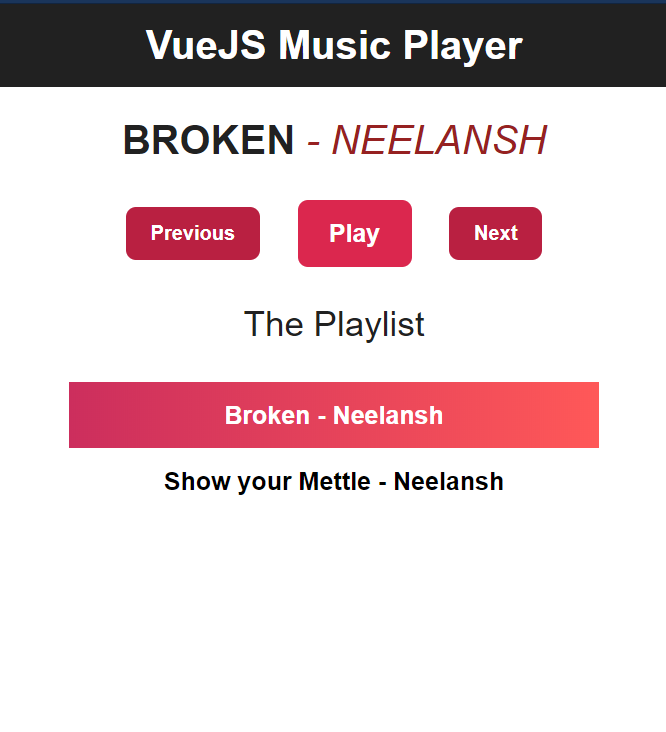 VueJS Music Player
BROKEN - NEELANSH
Previous Play Next
The Playlist
Broken - Neelansh
Show your Mettle - Neelansh